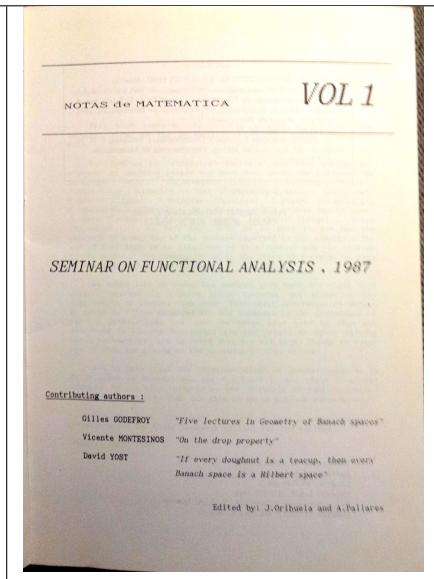 NOTAS de MATEMATICA VOL 1
SEMINAR ON FUNCTIONAL ANALYSIS , 1987
Contributing authors :
Gilles GODEFROY "Five lectures in Geometry of Banach spaces"
Vicente MONTESINOS "On the drop property"
David YOST "If every doughnut is a teacup, then every
Banach space is a Hilbert space"
Edited by: J.Orihuela and A.Pallares